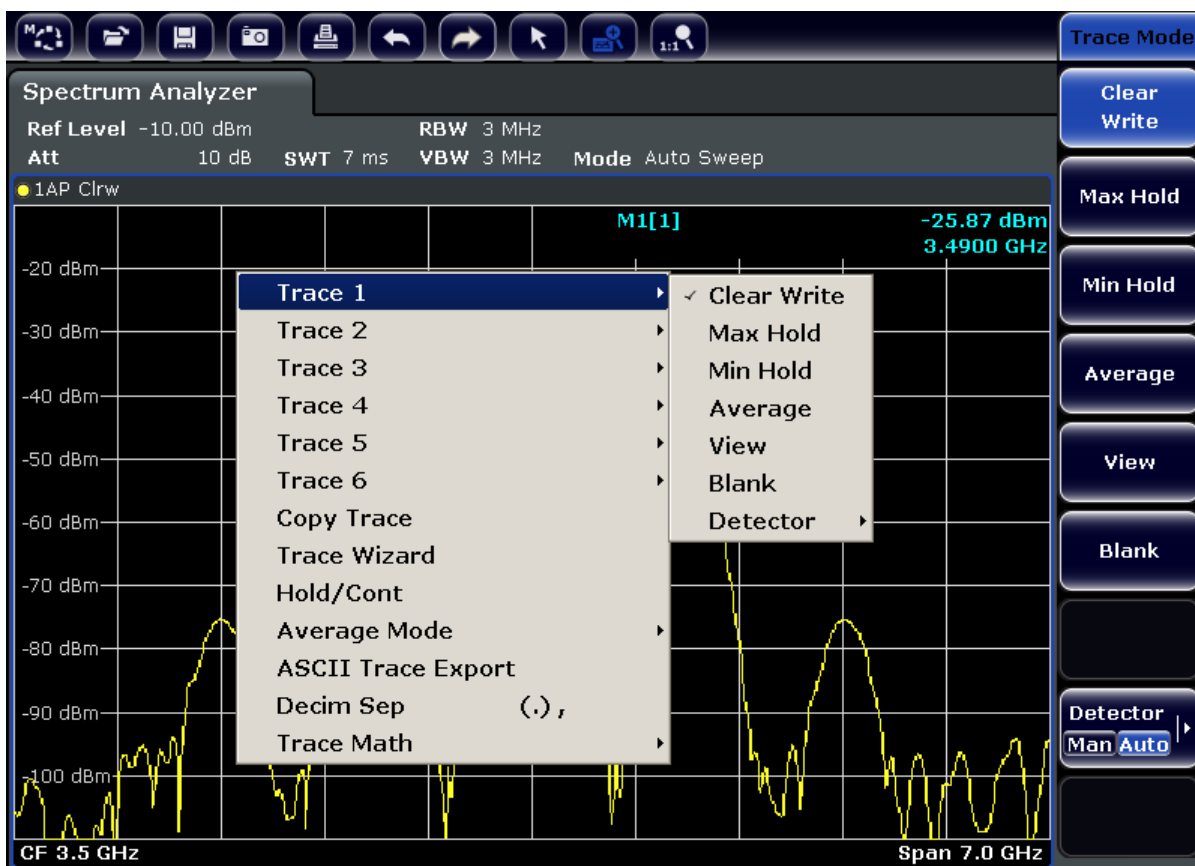 1:1
Trace Mode
Spectrum Analyzer
Ref Level -10.00 dBm RBW 3 MHz
Att 10 dB SWT 7 ms VBW 3 MHz Mode Auto Sweep
1AP Clrw
M1[1] -25.87 dBm
3.4900 GHz
-20 dBm
-30 dBm
-40 dBm
-50 dBm
-60 dBm
-70 dBm
-80 dBm
-90 dBm
-100 dBm
Trace 1
Trace 2
Trace 3
Trace 4
Trace 5
Trace 6
Copy Trace
Trace Wizard
Hold/Cont
Average Mode
ASCII Trace Export
Decim Sep (.) ,
Trace Math
Clear Write
Max Hold
Min Hold
Average
View
Blank
Detector
CF 3.5 GHz Span 7.0 GHz
Clear
Write
Max Hold
Min Hold
Average
View
Blank
Detector
Man Auto